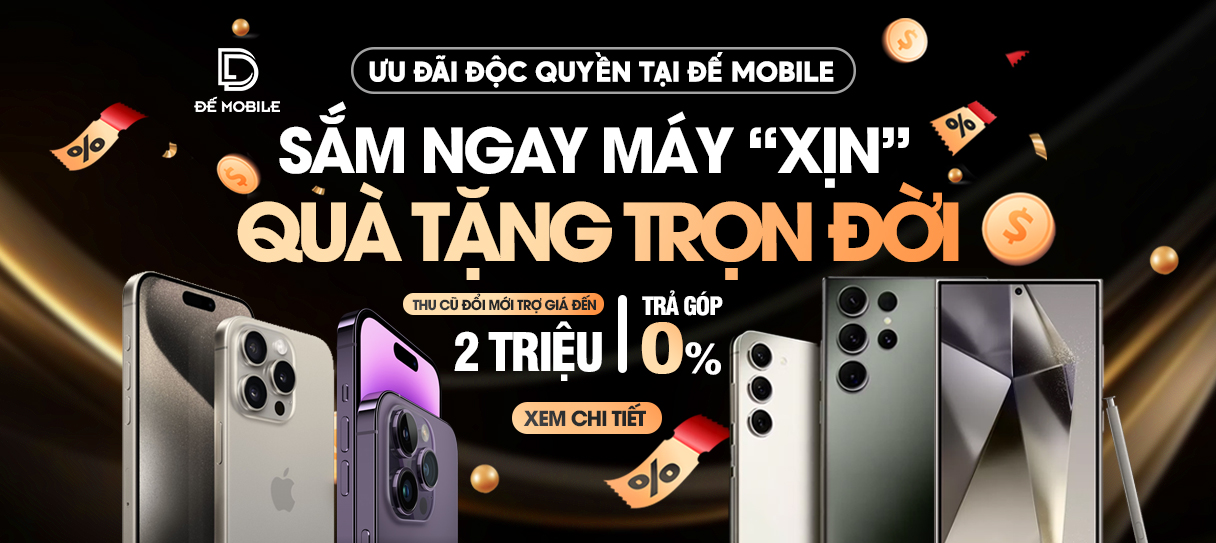 ĐẾ MOBILE
ƯU ĐÃI ĐỘC QUYỀN TẠI ĐẾ MOBILE
SẮM NGAY MÁY “XỊN”
QUÀ TẶNG TRỌN ĐỜI
THU CŨ ĐỔI MỚI TRỢ GIÁ ĐẾN
2 TRIỆU
TRẢ GÓP
0%
XEM CHI TIẾT
%
%
%
$
$
$